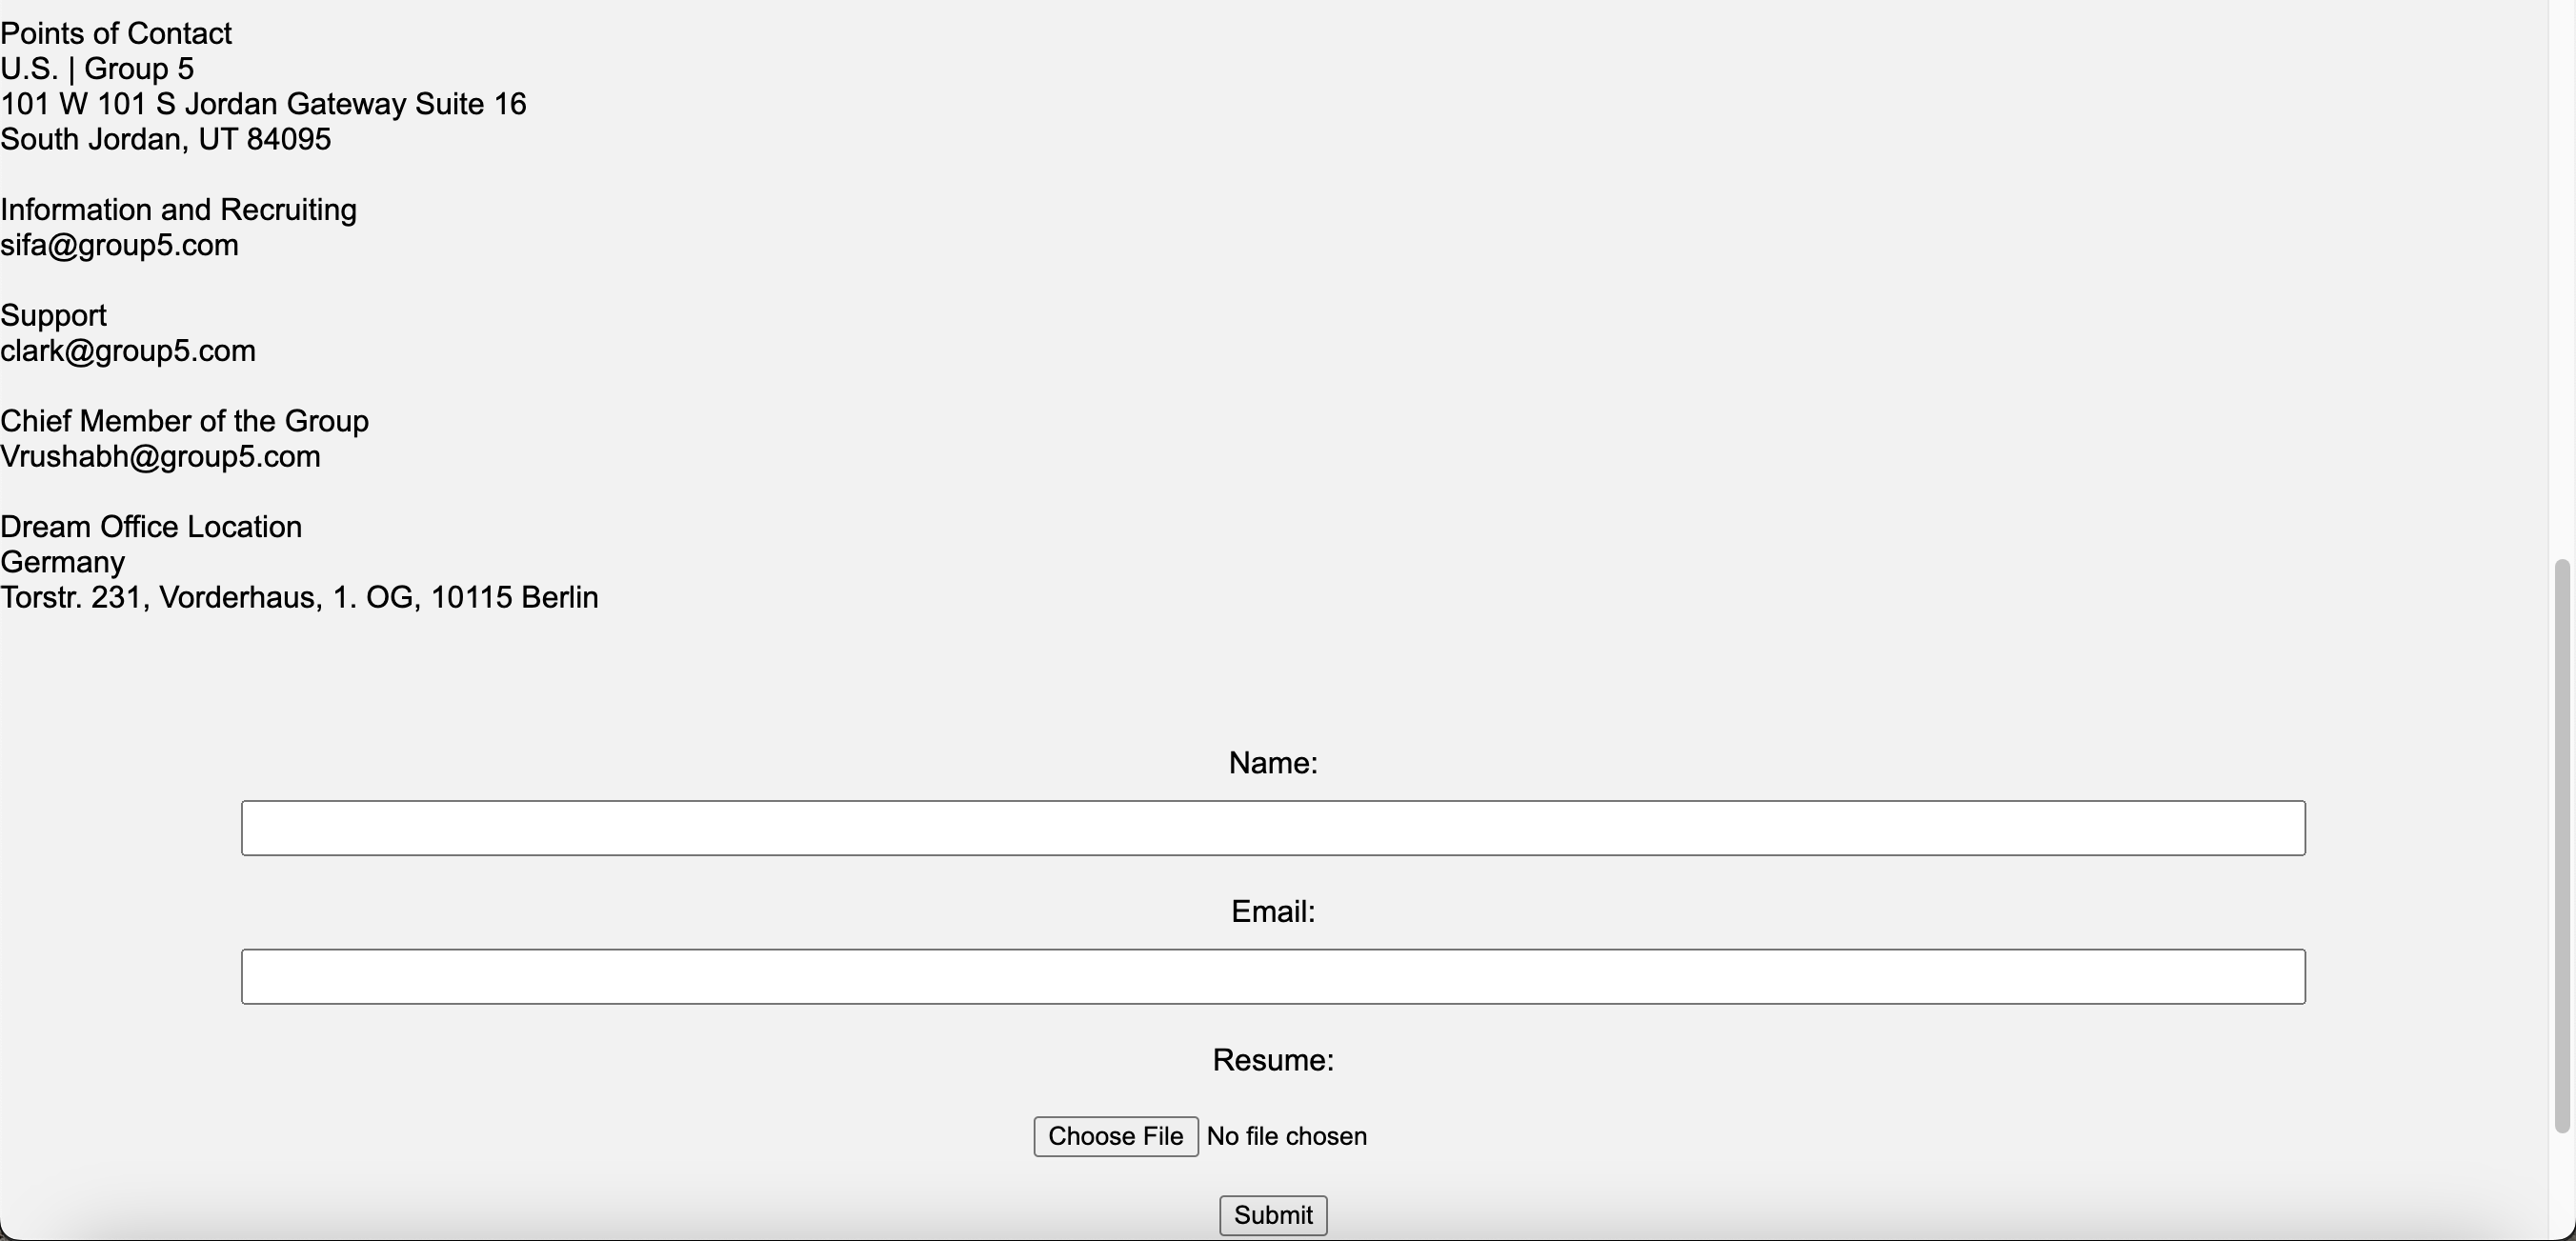 Points of Contact
U.S. | Group 5
101 W 101 S Jordan Gateway Suite 16
South Jordan, UT 84095
Information and Recruiting
sifa@group5.com
Support
clark@group5.com
Chief Member of the Group
Vrushabh@group5.com
Dream Office Location
Germany
Torstr. 231, Vorderhaus, 1. OG, 10115 Berlin
Name:
Email:
Resume:
Choose File No file chosen
Submit